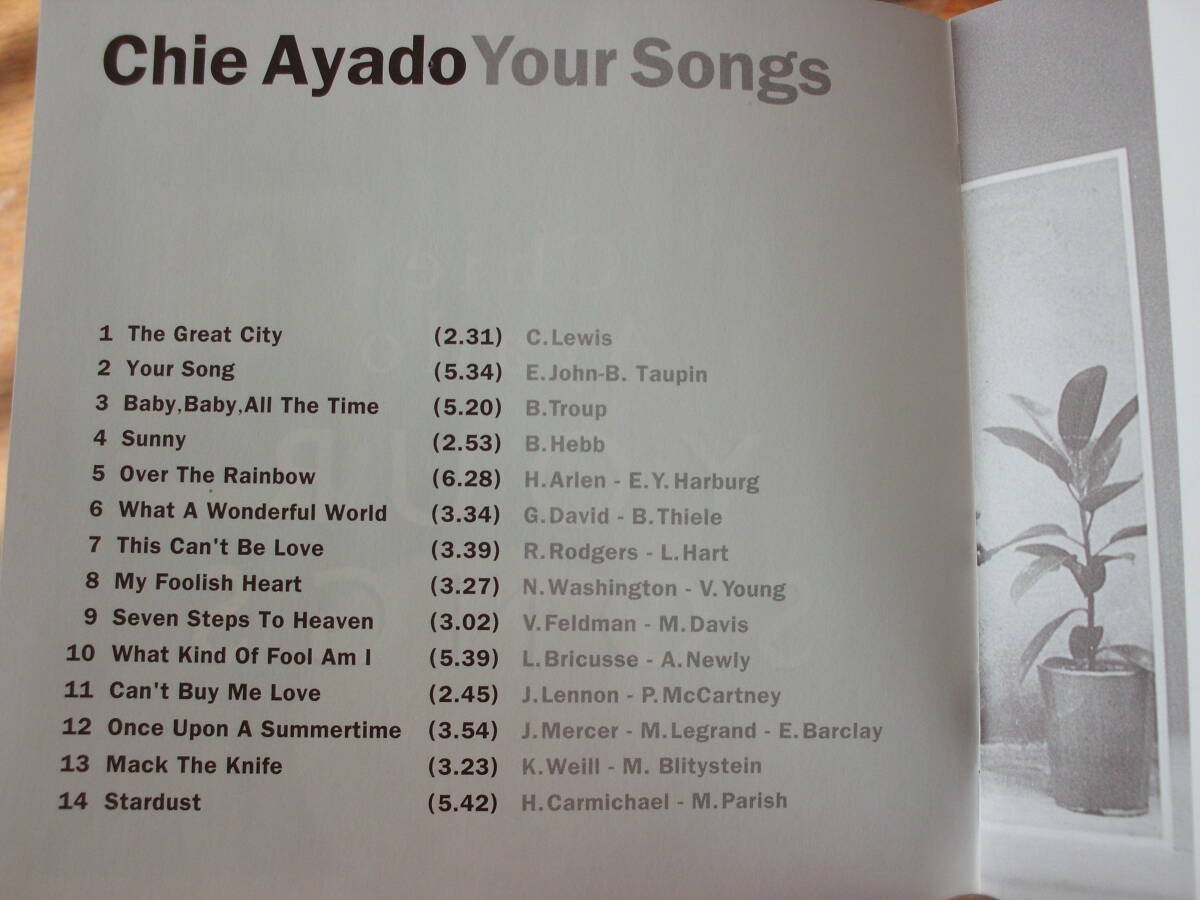 Chie Ayado Your Songs
1 The Great City (2.31) C.Lewis
2 Your Song (5.34) E.John-B. Taupin
3 Baby,Baby,All The Time (5.20) B.Troup
4 Sunny (2.53) B.Hebb
5 Over The Rainbow (6.28) H.Arlen - E.Y.Harburg
6 What A Wonderful World (3.34) G.David - B.Thiele
7 This Can't Be Love (3.39) R.Rodgers - L.Hart
8 My Foolish Heart (3.27) N.Washington - V.Young
9 Seven Steps To Heaven (3.02) V.Feldman - M.Davis
10 What Kind Of Fool Am I (5.39) L.Bricusse - A.Newly
11 Can't Buy Me Love (2.45) J.Lennon - P.McCartney
12 Once Upon A Summertime (3.54) J.Mercer - M.Legrand - E.Barclay
13 Mack The Knife (3.23) K.Weill - M. Blitystein
14 Stardust (5.42) H.Carmichael - M.Parish